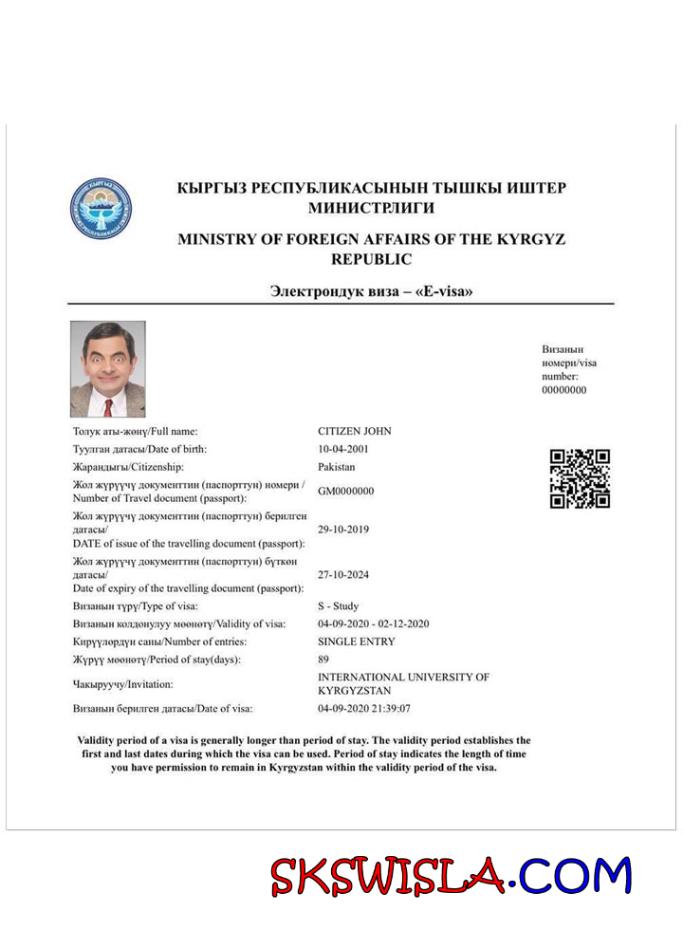 КЫРГЫЗ РЕСПУБЛИКАСЫНЫН ТЫШКЫ ИШТЕР
МИНИСТРЛИГИ
MINISTRY OF FOREIGN AFFAIRS OF THE KYRGYZ
REPUBLIC
Электрондук виза – «E-visa»
Визанын
номери/visa
number:
00000000
Толук аты-жөнү/Full name: CITIZEN JOHN
Туулган датасы/Date of birth: 10-04-2001
Жарандыгы/Citizenship: Pakistan
Жол жүрүүчү документтин (паспорттун) номери /
Number of Travel document (passport): GM0000000
Жол жүрүүчү документтин (паспорттун) берилген
датасы/
DATE of issue of the travelling document (passport): 29-10-2019
Жол жүрүүчү документтин (паспорттун) бүткөн
датасы/
Date of expiry of the travelling document (passport): 27-10-2024
Визанын түрү/Type of visa: S - Study
Визанын колдонулуу мөөнөтү/Validity of visa: 04-09-2020 - 02-12-2020
Кирүүлөрдүн саны/Number of entries: SINGLE ENTRY
Жүрүү мөөнөтү/Period of stay(days): 89
Чакыруучу/Invitation: INTERNATIONAL UNIVERSITY OF
KYRGYZSTAN
Визанын берилген датасы/Date of visa: 04-09-2020 21:39:07
Validity period of a visa is generally longer than period of stay. The validity period establishes the
first and last dates during which the visa can be used. Period of stay indicates the length of time
you have permission to remain in Kyrgyzstan within the validity period of the visa.
SKSWISLA.COM